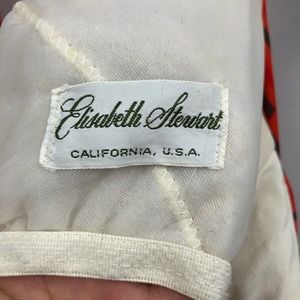 Elisabeth Stewart
CALIFORNIA, U.S.A.